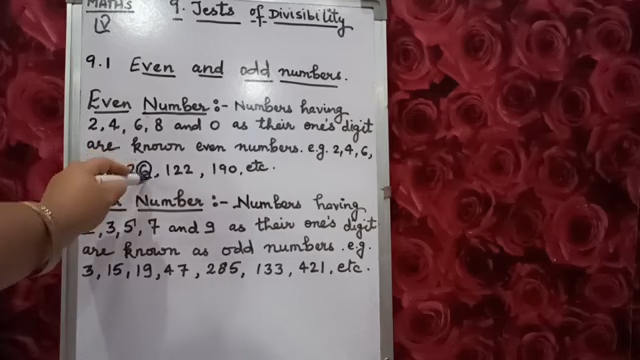 MATHS
V
9. Tests of Divisibility
9.1 Even and odd numbers.
Even Number :- Numbers having
2, 4, 6, 8 and 0 as their one's digit
are known even numbers. e.g. 2, 4, 6,
, 122, 190, etc.
Number :- Numbers having
, 3, 5, 7 and 9 as their one's digit
are known as odd numbers. e.g.
3, 15, 19, 47, 285, 133, 421, etc.